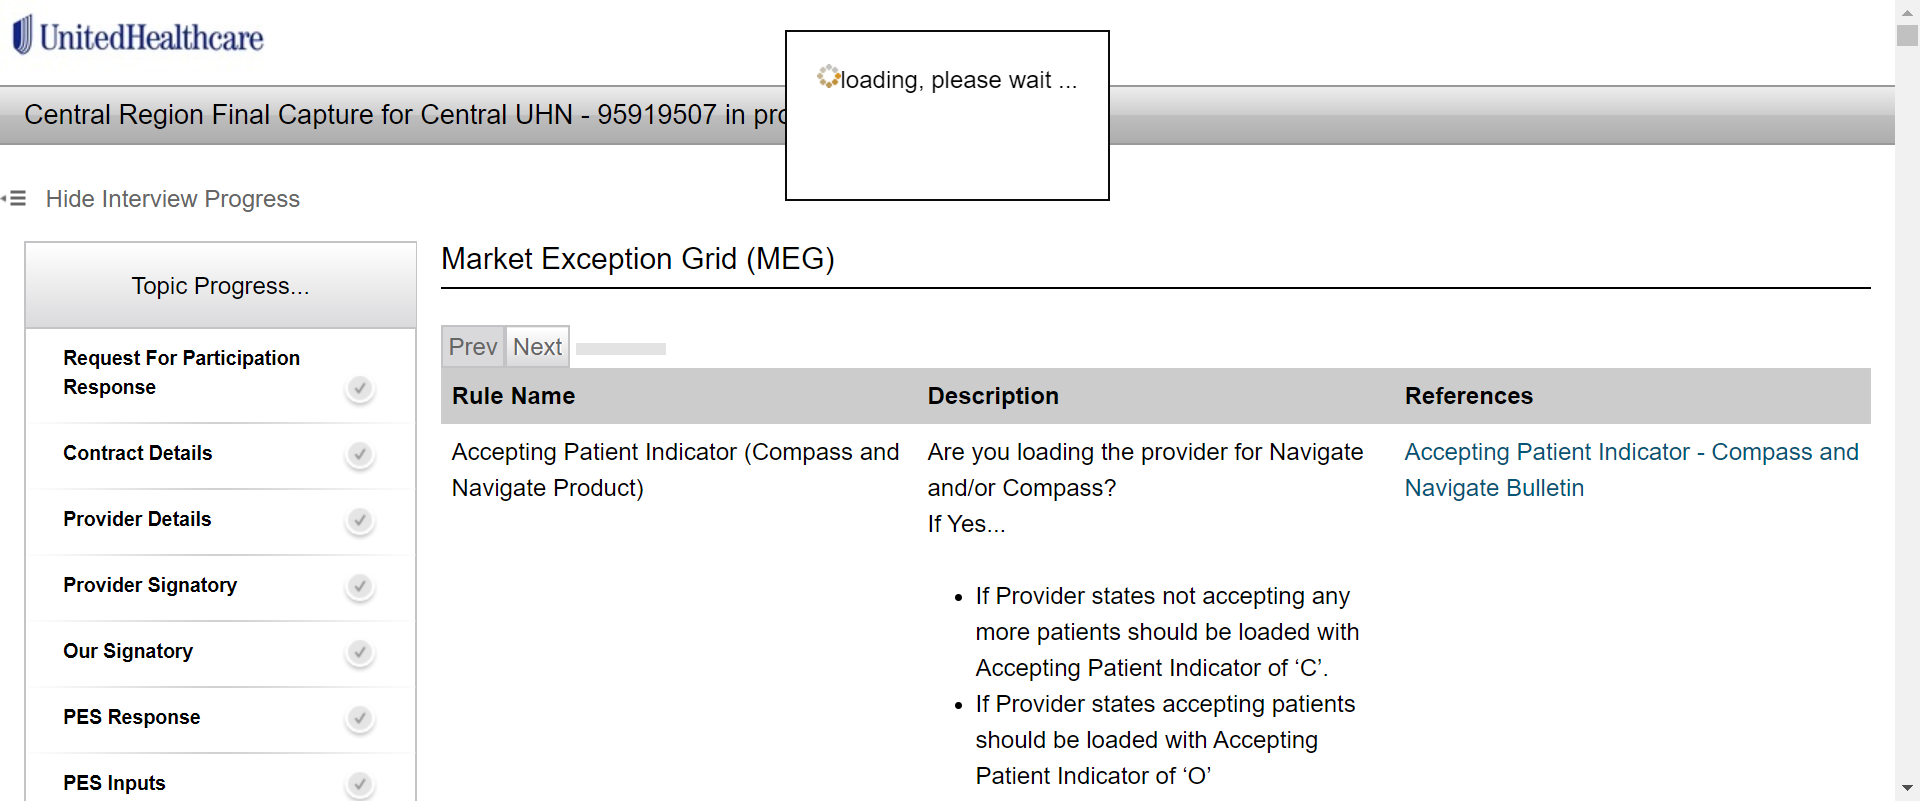 UnitedHealthcare
loading, please wait ...
Central Region Final Capture for Central UHN - 95919507 in pro
Hide Interview Progress
Topic Progress...
Request For Participation
Response
Contract Details
Provider Details
Provider Signatory
Our Signatory
PES Response
PES Inputs
Market Exception Grid (MEG)
Prev Next
Rule Name Description References
Accepting Patient Indicator (Compass and
Navigate Product)
Are you loading the provider for Navigate
and/or Compass?
If Yes...
• If Provider states not accepting any
more patients should be loaded with
Accepting Patient Indicator of ‘C’.
• If Provider states accepting patients
should be loaded with Accepting
Patient Indicator of ‘O’
Accepting Patient Indicator - Compass and
Navigate Bulletin